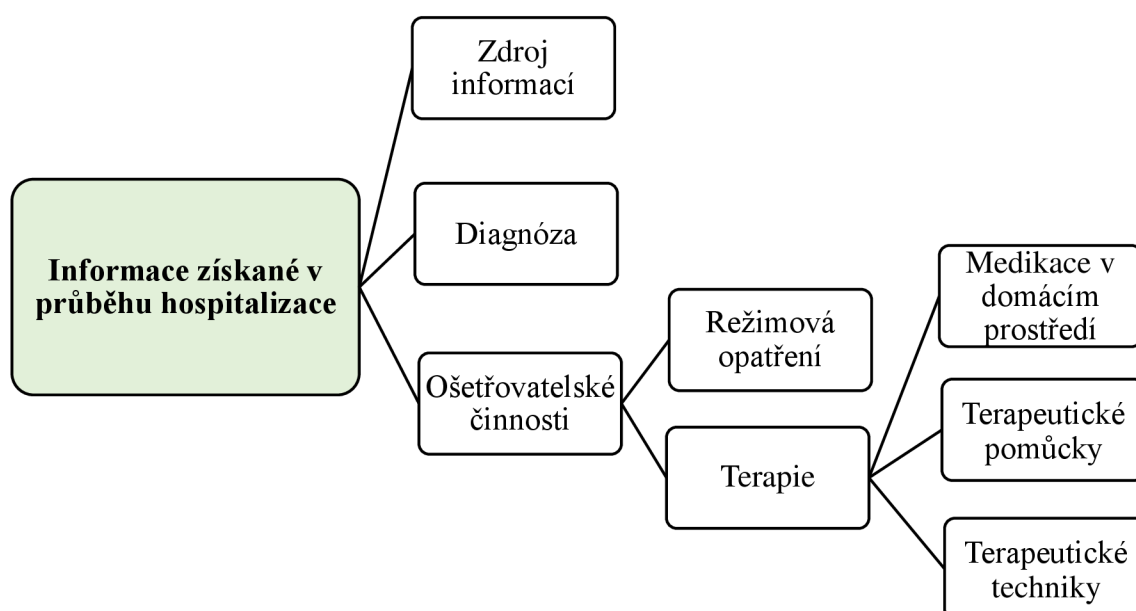 Zdroj
informací
Diagnóza
Informace získané v
průběhu hospitalizace
Ošetřovatelské
činnosti
Režimová
opatření
Terapie
Medikace v
domácím
prostředí
Terapeutické
pomůcky
Terapeutické
techniky